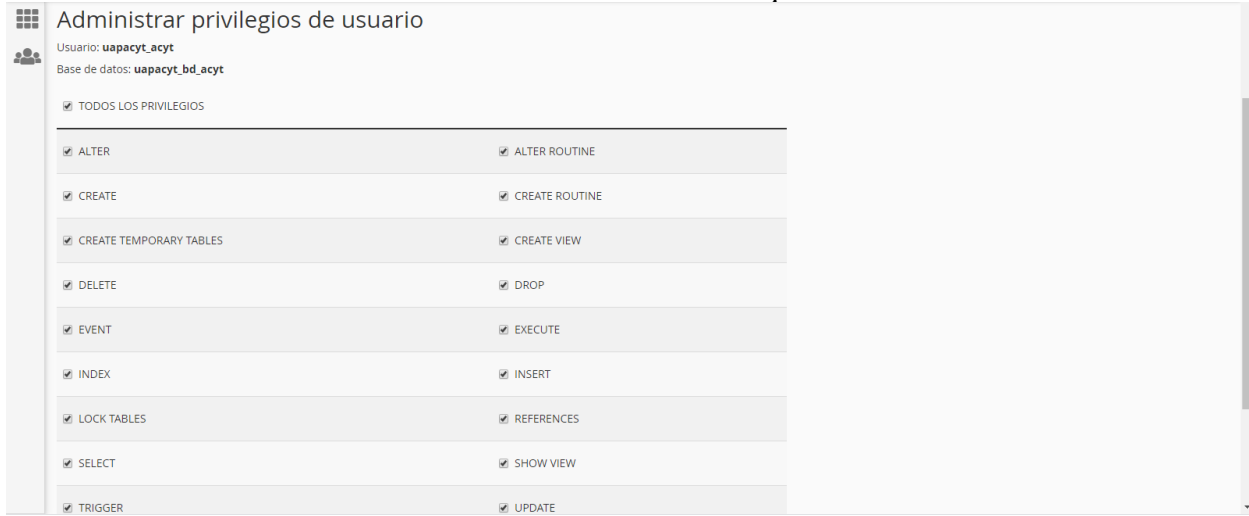 Administrar privilegios de usuario
Usuario: uapacyt_acyt
Base de datos: uapacyt_bd_acyt
TODOS LOS PRIVILEGIOS
ALTER
ALTER ROUTINE
CREATE
CREATE ROUTINE
CREATE TEMPORARY TABLES
CREATE VIEW
DELETE
DROP
EVENT
EXECUTE
INDEX
INSERT
LOCK TABLES
REFERENCES
SELECT
SHOW VIEW
TRIGGER
UPDATE